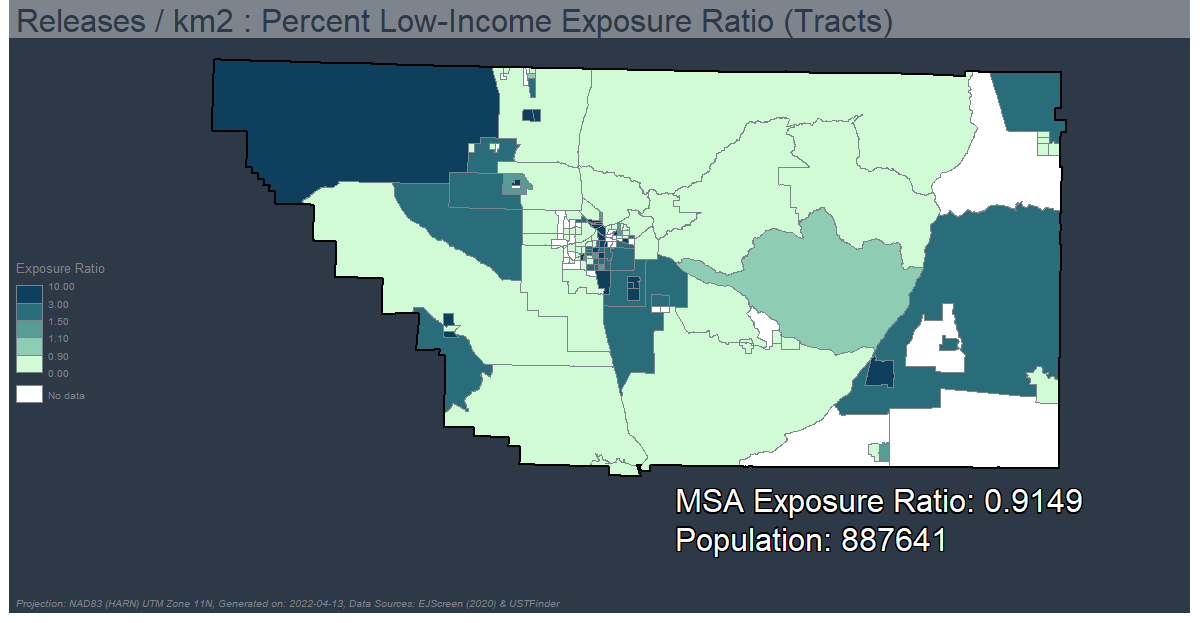 Releases / km2 : Percent Low-Income Exposure Ratio (Tracts)
Exposure Ratio
10.00
3.00
1.50
1.10
0.90
0.00
No data
MSA Exposure Ratio: 0.9149
Population: 887641
Projection: NAD83 (HARN) UTM Zone 11N, Generated on: 2022-04-13, Data Sources: EJScreen (2020) & USTFinder